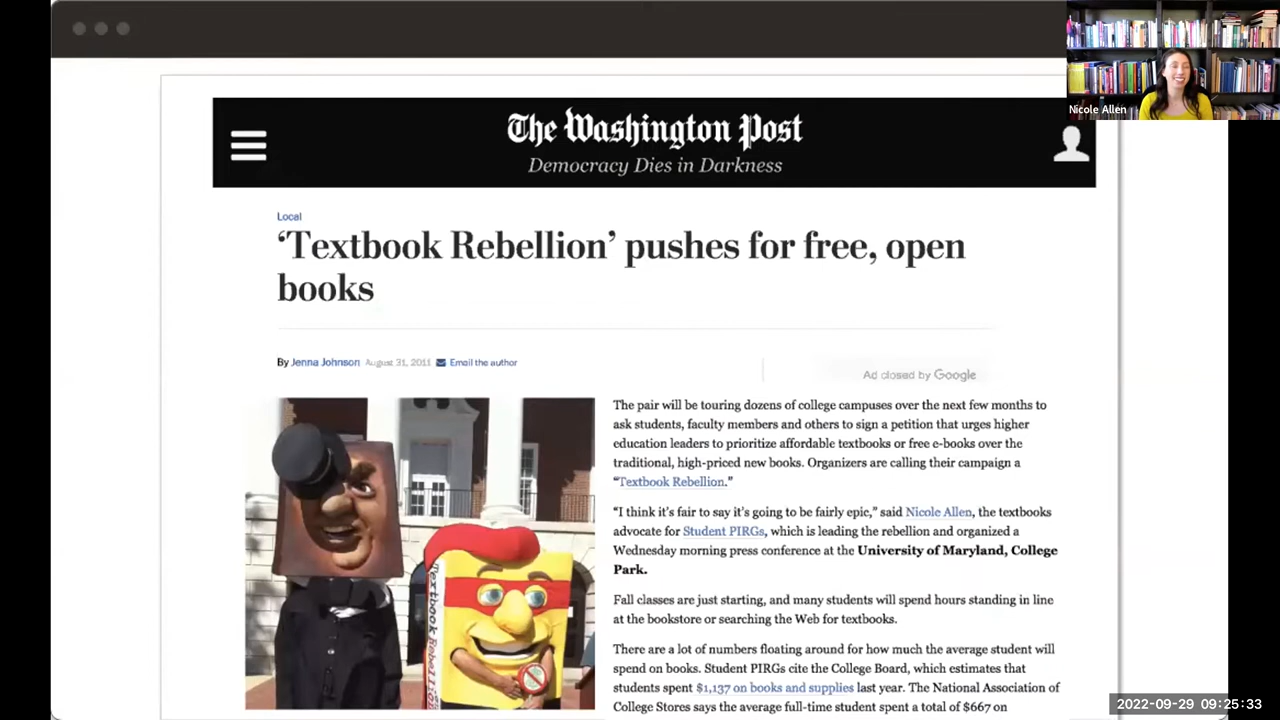 Nicole Allen
The Washington Post
Democracy Dies in Darkness
Local
‘Textbook Rebellion’ pushes for free, open
books
By Jenna Johnson August 31, 2011 Email the author
Ad closed by Google
The pair will be touring dozens of college campuses over the next few months to
ask students, faculty members and others to sign a petition that urges higher
education leaders to prioritize affordable textbooks or free e-books over the
traditional, high-priced new books. Organizers are calling their campaign a
“Textbook Rebellion.”
“I think it’s fair to say it’s going to be fairly epic,” said Nicole Allen, the textbooks
advocate for Student PIRGs, which is leading the rebellion and organized a
Wednesday morning press conference at the University of Maryland, College
Park.
Fall classes are just starting, and many students will spend hours standing in line
at the bookstore or searching the Web for textbooks.
There are a lot of numbers floating around for how much the average student will
spend on books. Student PIRGs cite the College Board, which estimates that
students spent $1,137 on books and supplies last year. The National Association of
College Stores says the average full-time student spent a total of $667 on
Textbook Rebellion
2022-09-29 09:25:33